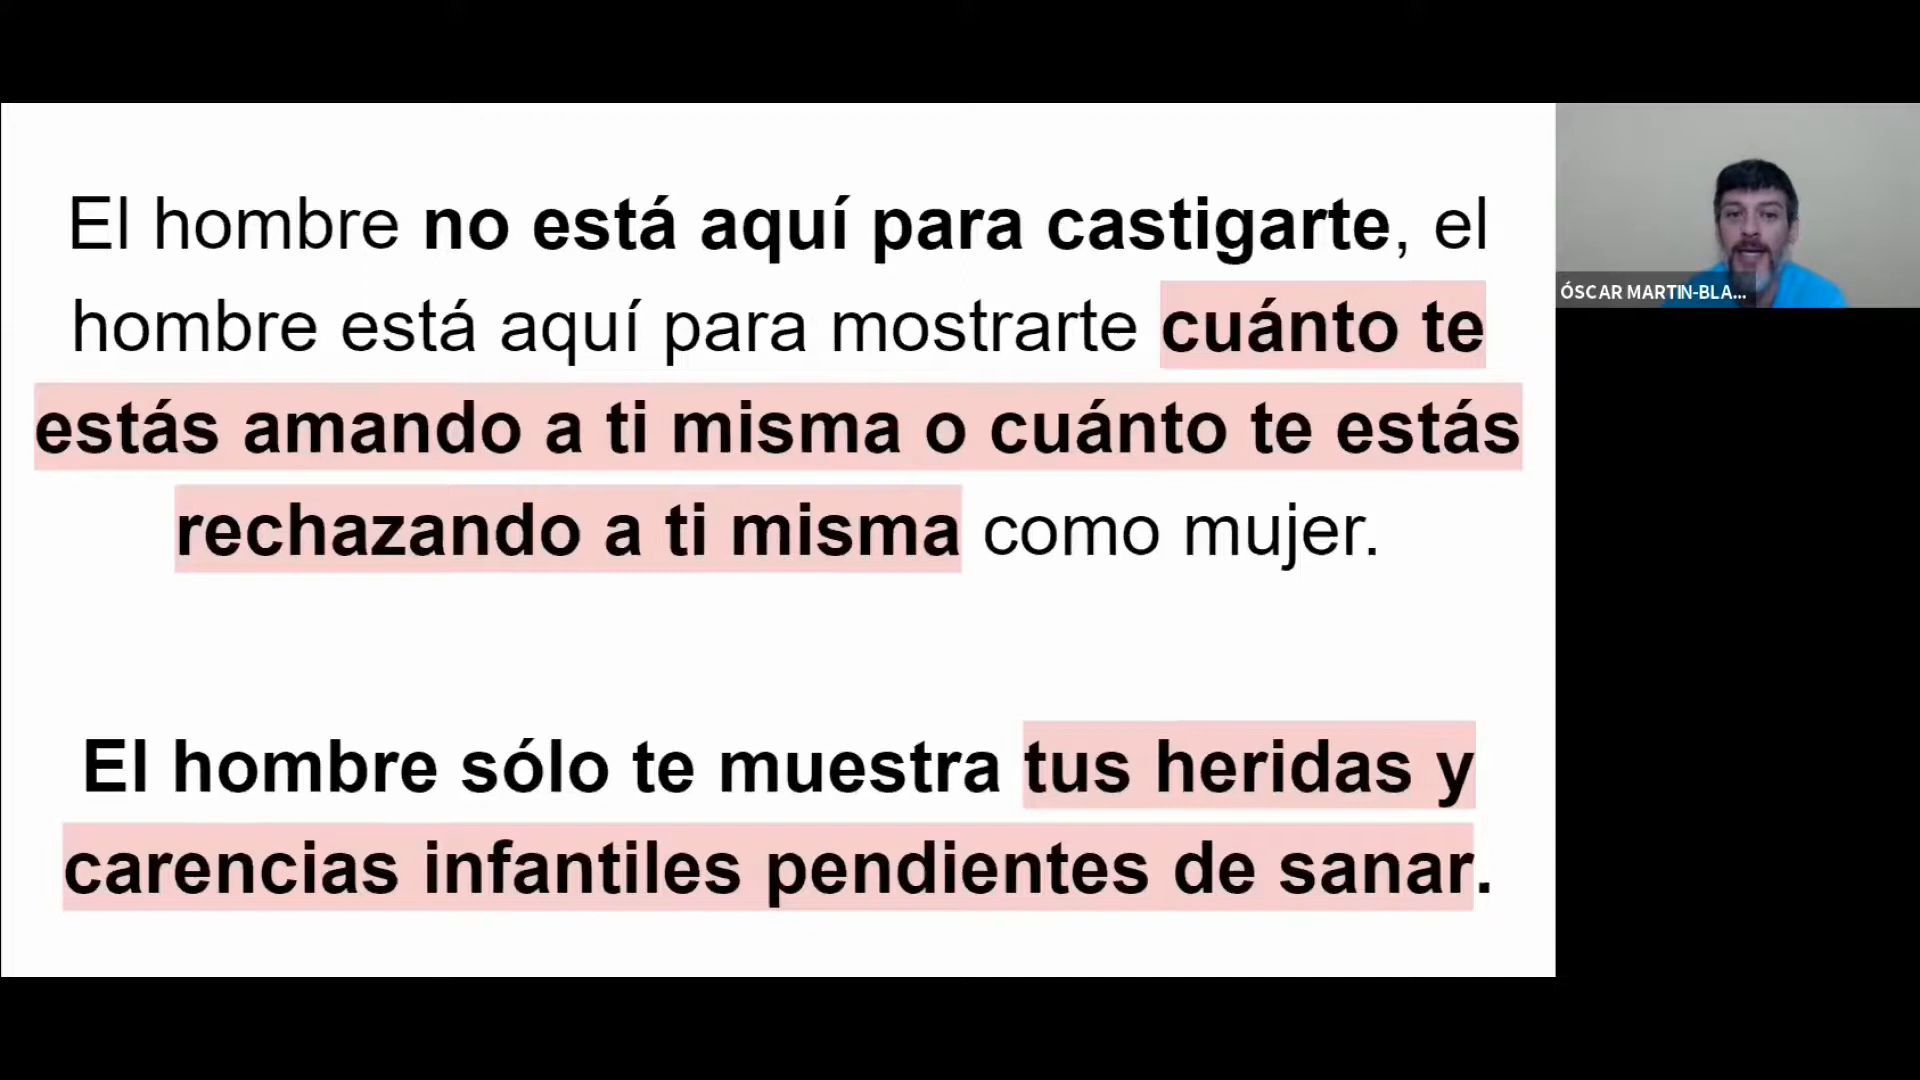 El hombre no está aquí para castigarte, el
hombre está aquí para mostrarte cuánto te
estás amando a ti misma o cuánto te estás
rechazando a ti misma como mujer.
El hombre sólo te muestra tus heridas y
carencias infantiles pendientes de sanar.
ÓSCAR MARTIN-BLA...